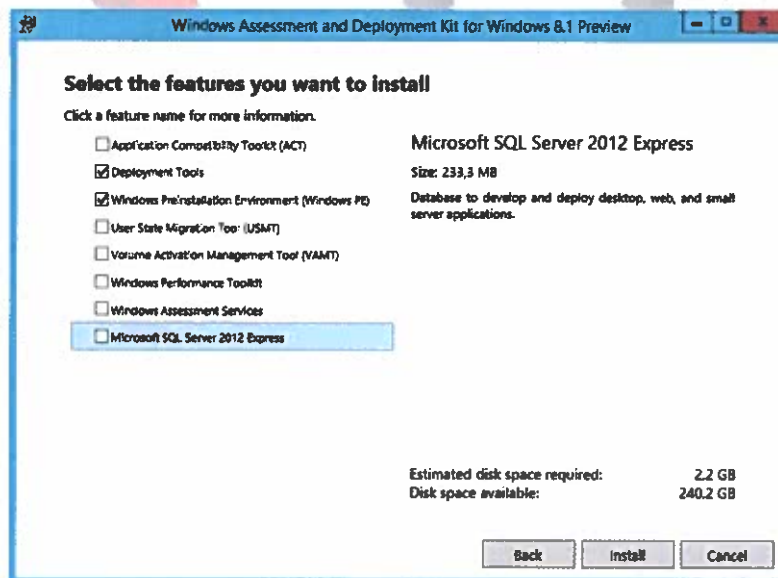 Windows Assessment and Deployment Kit for Windows 8.1 Preview
Select the features you want to install
Click a feature name for more information.
Application Compatibility Toolkit (ACT)
Deployment Tools
Windows Preinstallation Environment (Windows PE)
User State Migration Tool (USMT)
Volume Activation Management Tool (VAMT)
Windows Performance Toolkit
Windows Assessment Services
Microsoft SQL Server 2012 Express
Microsoft SQL Server 2012 Express
Size: 233,3 MB
Database to develop and deploy desktop, web, and small
server applications.
Estimated disk space required: 2.2 GB
Disk space available: 240.2 GB
Back Install Cancel